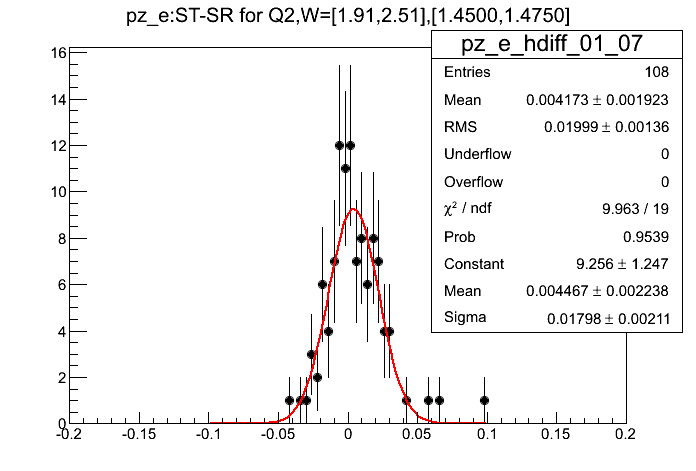 pz_e:ST-SR for Q2,W=[1.91,2.51],[1.4500,1.4750]
pz_e_hdiff_01_07
Entries 108
Mean 0.004173 ± 0.001923
RMS 0.01999 ± 0.00136
Underflow 0
Overflow 0
χ² / ndf 9.963 / 19
Prob 0.9539
Constant 9.256 ± 1.247
Mean 0.004467 ± 0.002238
Sigma 0.01798 ± 0.00211
16
14
12
10
8
6
4
2
0
-0.2 -0.15 -0.1 -0.05 0 0.05 0.1 0.15 0.2